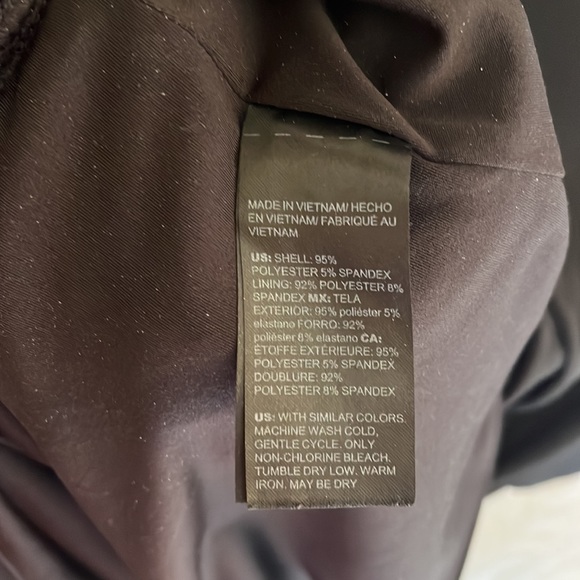 MADE IN VIETNAM/ HECHO
EN VIETNAM/ FABRIQUÉ AU
VIETNAM
US: SHELL: 95%
POLYESTER 5% SPANDEX
LINING: 92% POLYESTER 8%
SPANDEX MX: TELA
EXTERIOR: 95% poliéster 5%
elastano FORRO: 92%
poliéster 8% elastano CA:
ÉTOFFE EXTÉRIEURE: 95%
POLYESTER 5% SPANDEX
DOUBLURE: 92%
POLYESTER 8% SPANDEX
US: WITH SIMILAR COLORS.
MACHINE WASH COLD,
GENTLE CYCLE. ONLY
NON-CHLORINE BLEACH.
TUMBLE DRY LOW. WARM
IRON. MAY BE DRY